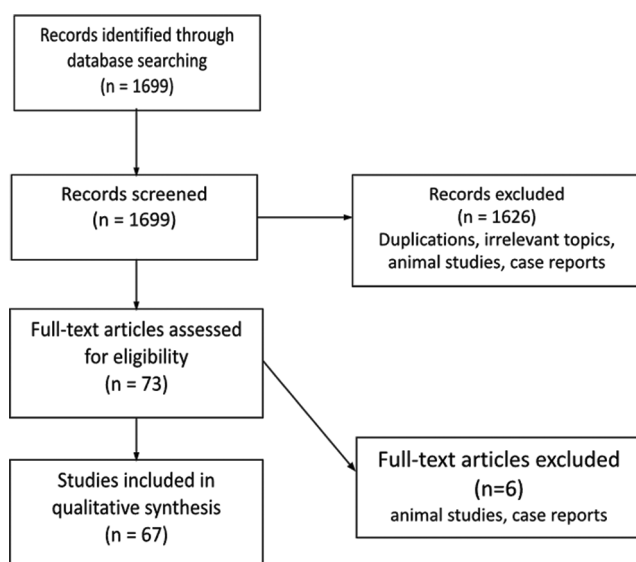 Records identified through
database searching
(n = 1699)
Records screened
(n = 1699)
Records excluded
(n = 1626)
Duplications, irrelevant topics,
animal studies, case reports
Full-text articles assessed
for eligibility
(n = 73)
Full-text articles excluded
(n=6)
animal studies, case reports
Studies included in
qualitative synthesis
(n = 67)